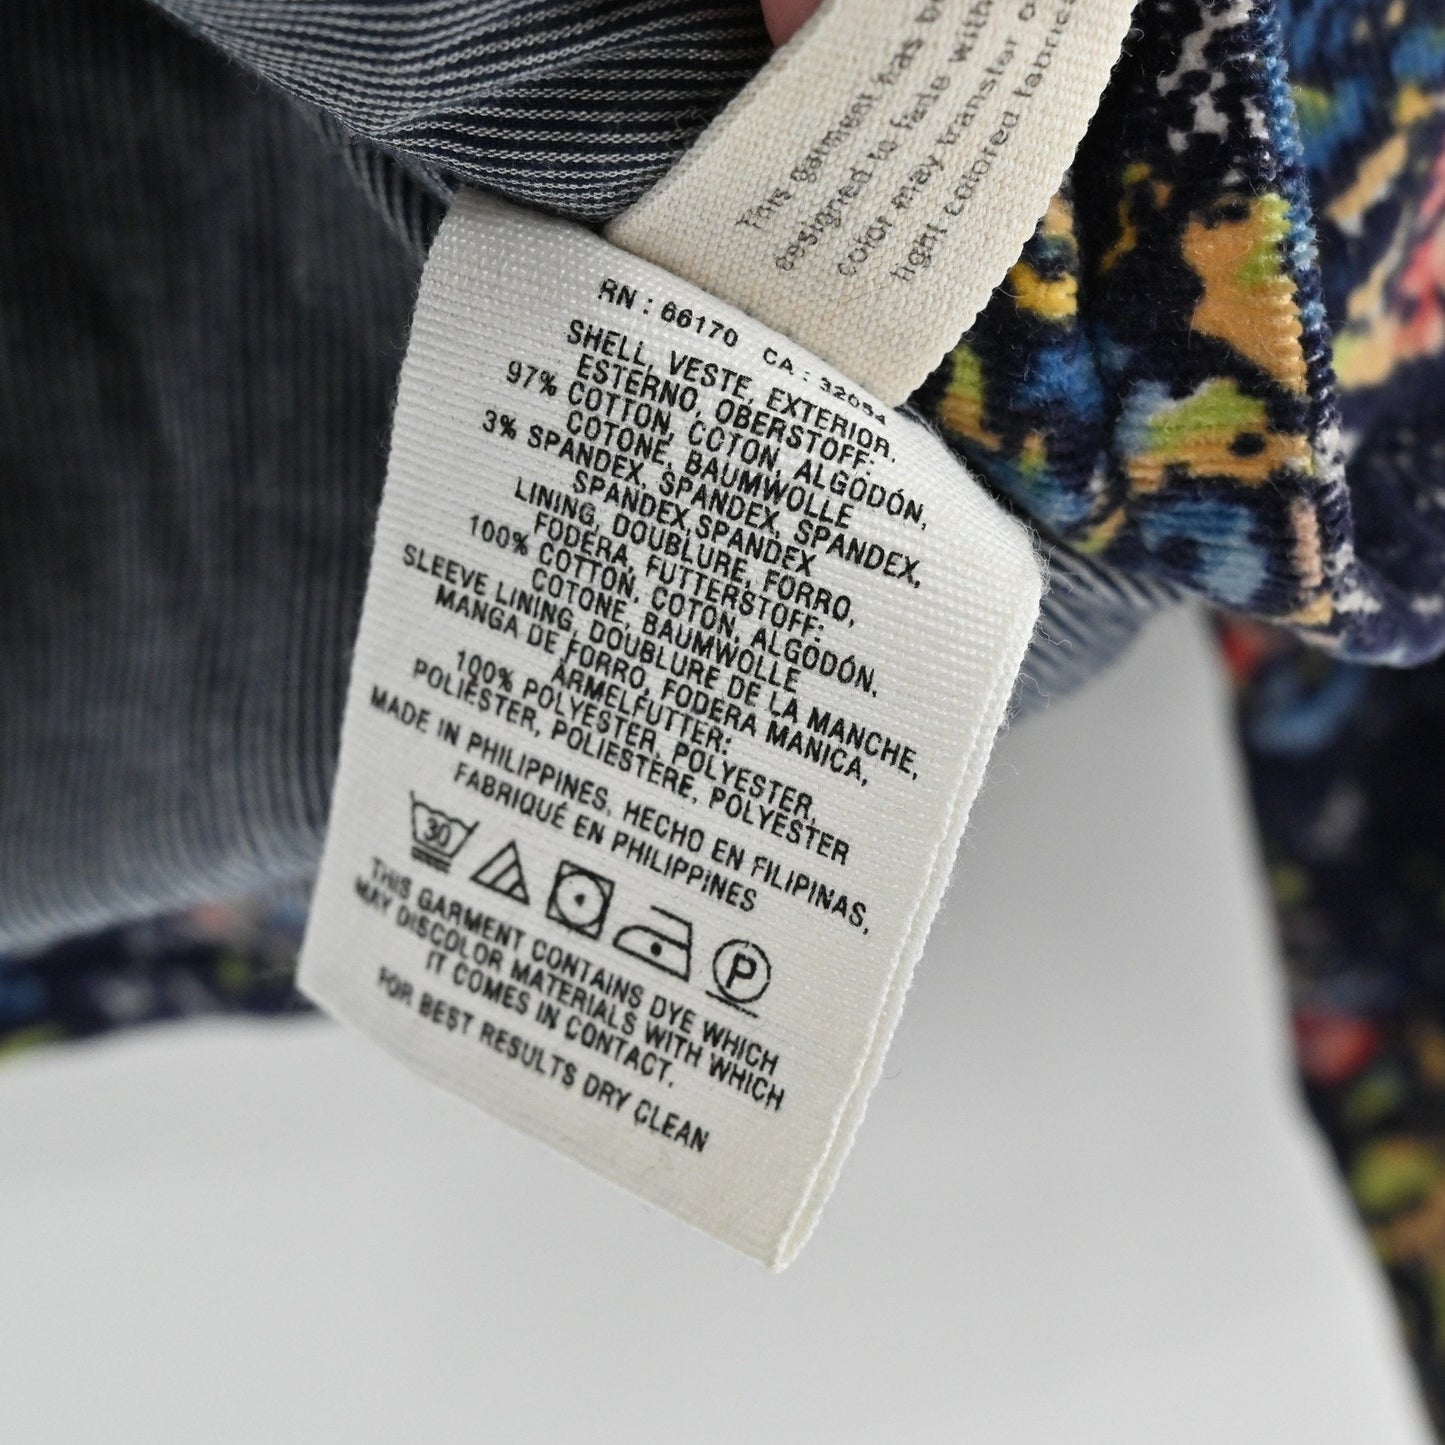 This garment has
designed to fade with
color may transfer
light colored fabrics
RN : 66170 CA : 32054
SHELL, VESTE, EXTERIOR,
ESTERNO, OBERSTOFF:
97% COTTON, COTON, ALGODÓN,
COTONE, BAUMWOLLE
3% SPANDEX, SPANDEX, SPANDEX,
SPANDEX,SPANDEX
LINING, DOUBLURE, FORRO,
FODERA, FUTTERSTOFF:
100% COTTON, COTON, ALGODÓN,
COTONE, BAUMWOLLE
SLEEVE LINING, DOUBLURE DE LA MANCHE,
MANGA DE FORRO, FODERA MANICA,
ÄRMELFUTTER:
100% POLYESTER, POLYESTER,
POLIÉSTER, POLIESTERE, POLYESTER
MADE IN PHILIPPINES, HECHO EN FILIPINAS,
FABRIQUÉ EN PHILIPPINES
30
P
THIS GARMENT CONTAINS DYE WHICH
MAY DISCOLOR MATERIALS WITH WHICH
IT COMES IN CONTACT.
FOR BEST RESULTS DRY CLEAN